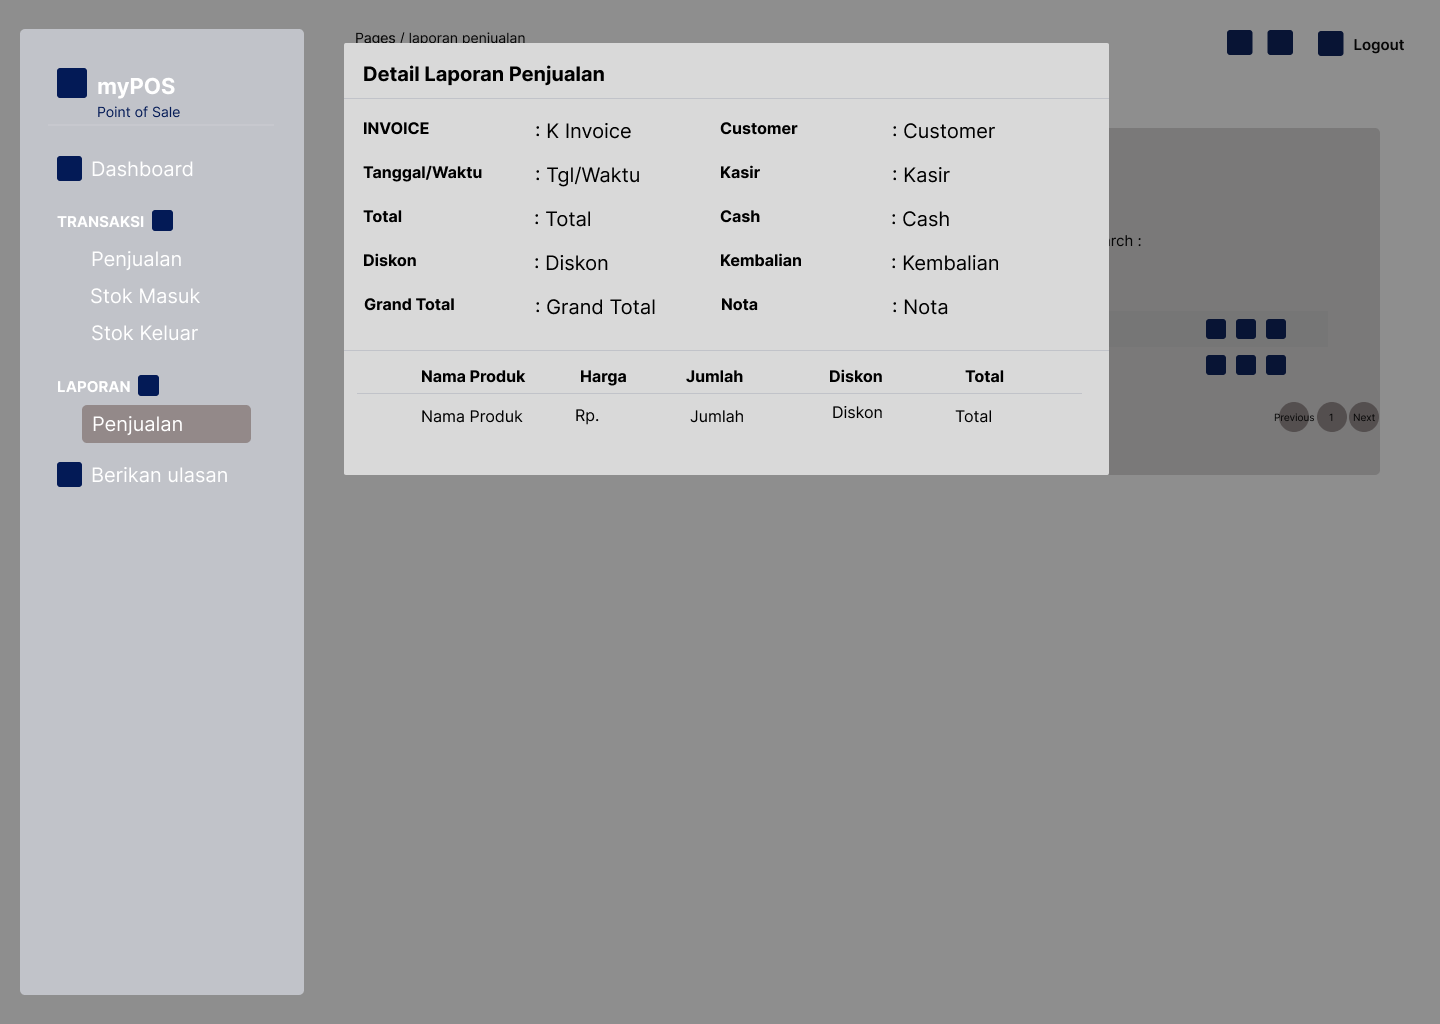 myPOS
Point of Sale
Dashboard
TRANSAKSI
Penjualan
Stok Masuk
Stok Keluar
LAPORAN
Penjualan
Berikan ulasan
Pages / laporan penjualan
Logout
Detail Laporan Penjualan
INVOICE : K Invoice Customer : Customer
Tanggal/Waktu : Tgl/Waktu Kasir : Kasir
Total : Total Cash : Cash
Diskon : Diskon Kembalian : Kembalian
Grand Total : Grand Total Nota : Nota
Nama Produk Harga Jumlah Diskon Total
Nama Produk Rp. Jumlah Diskon Total
arch :
Previous 1 Next